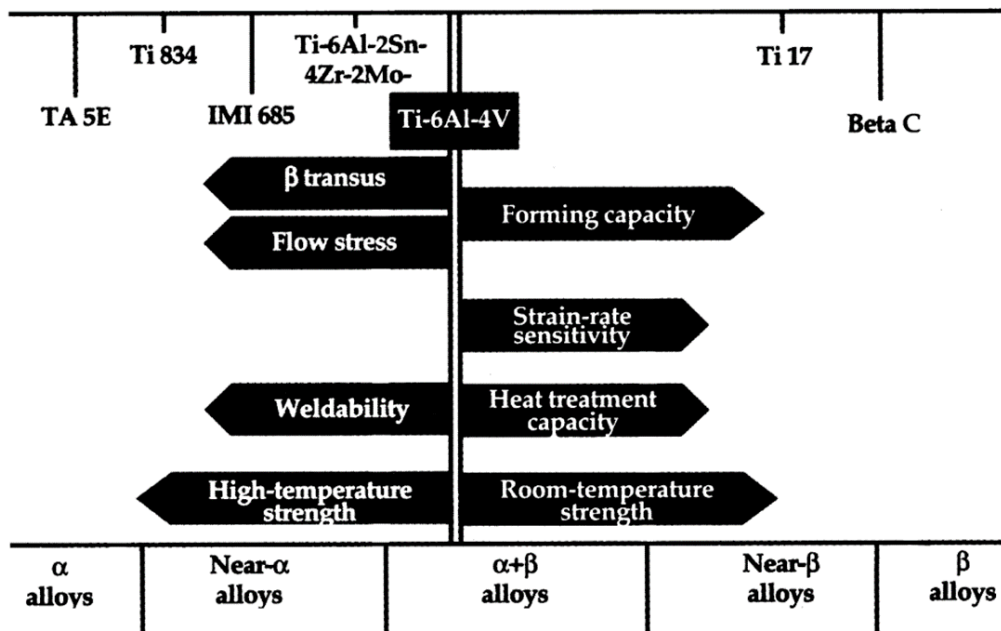 Ti 834
Ti-6Al-2Sn-
4Zr-2Mo-
Ti 17
TA 5E
IMI 685
Ti-6Al-4V
Beta C
β transus
Forming capacity
Flow stress
Strain-rate
sensitivity
Weldability
Heat treatment
capacity
High-temperature
strength
Room-temperature
strength
α
alloys
Near-α
alloys
α+β
alloys
Near-β
alloys
β
alloys